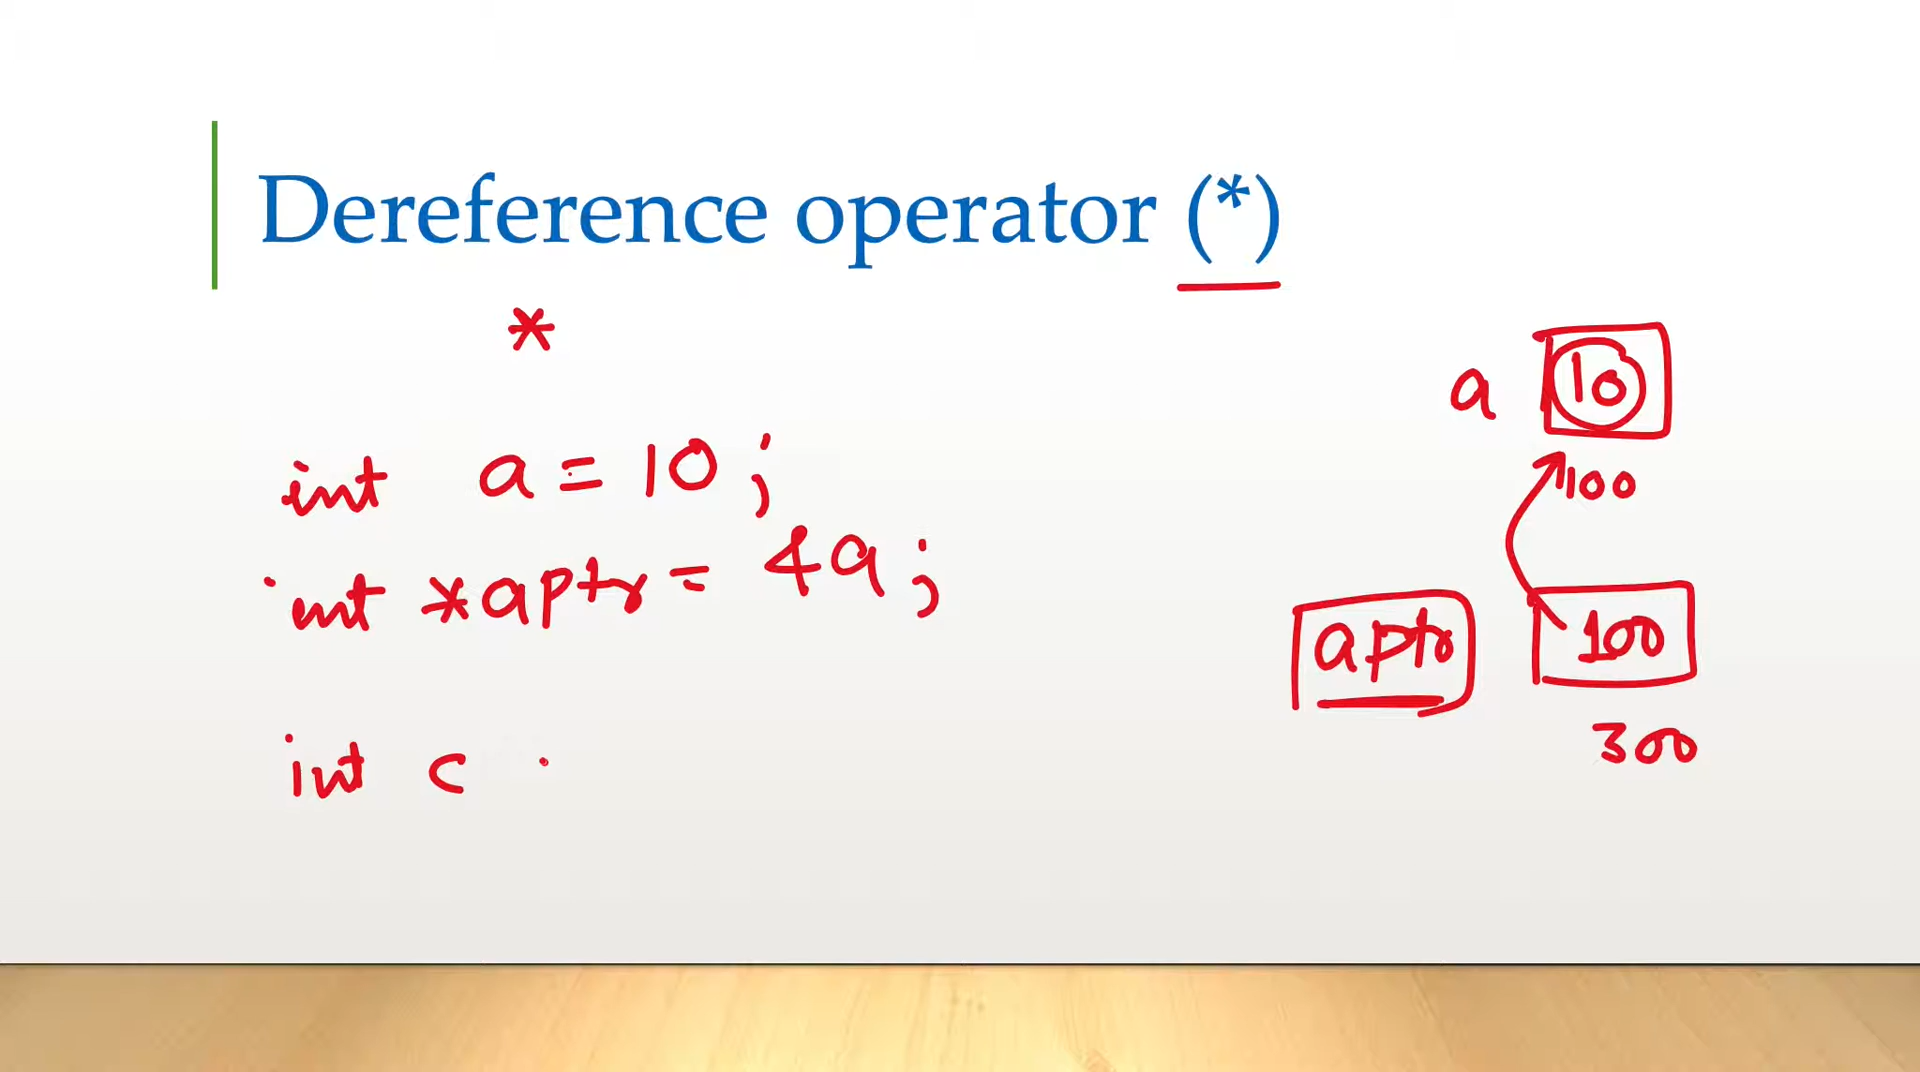 Dereference operator (*)
*
a 10
int a = 10 ;
100
int *aptr = &a ;
aptr 100
300
int c